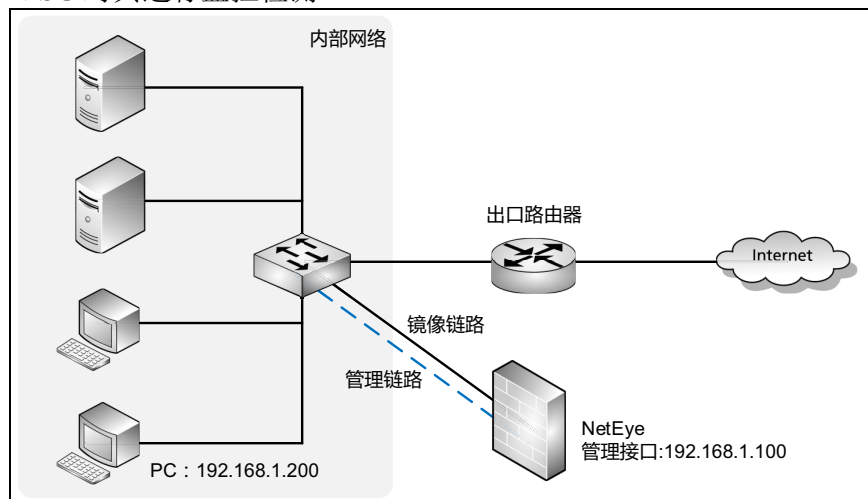 内部网络
出口路由器
Internet
镜像链路
管理链路
NetEye
管理接口:192.168.1.100
PC：192.168.1.200